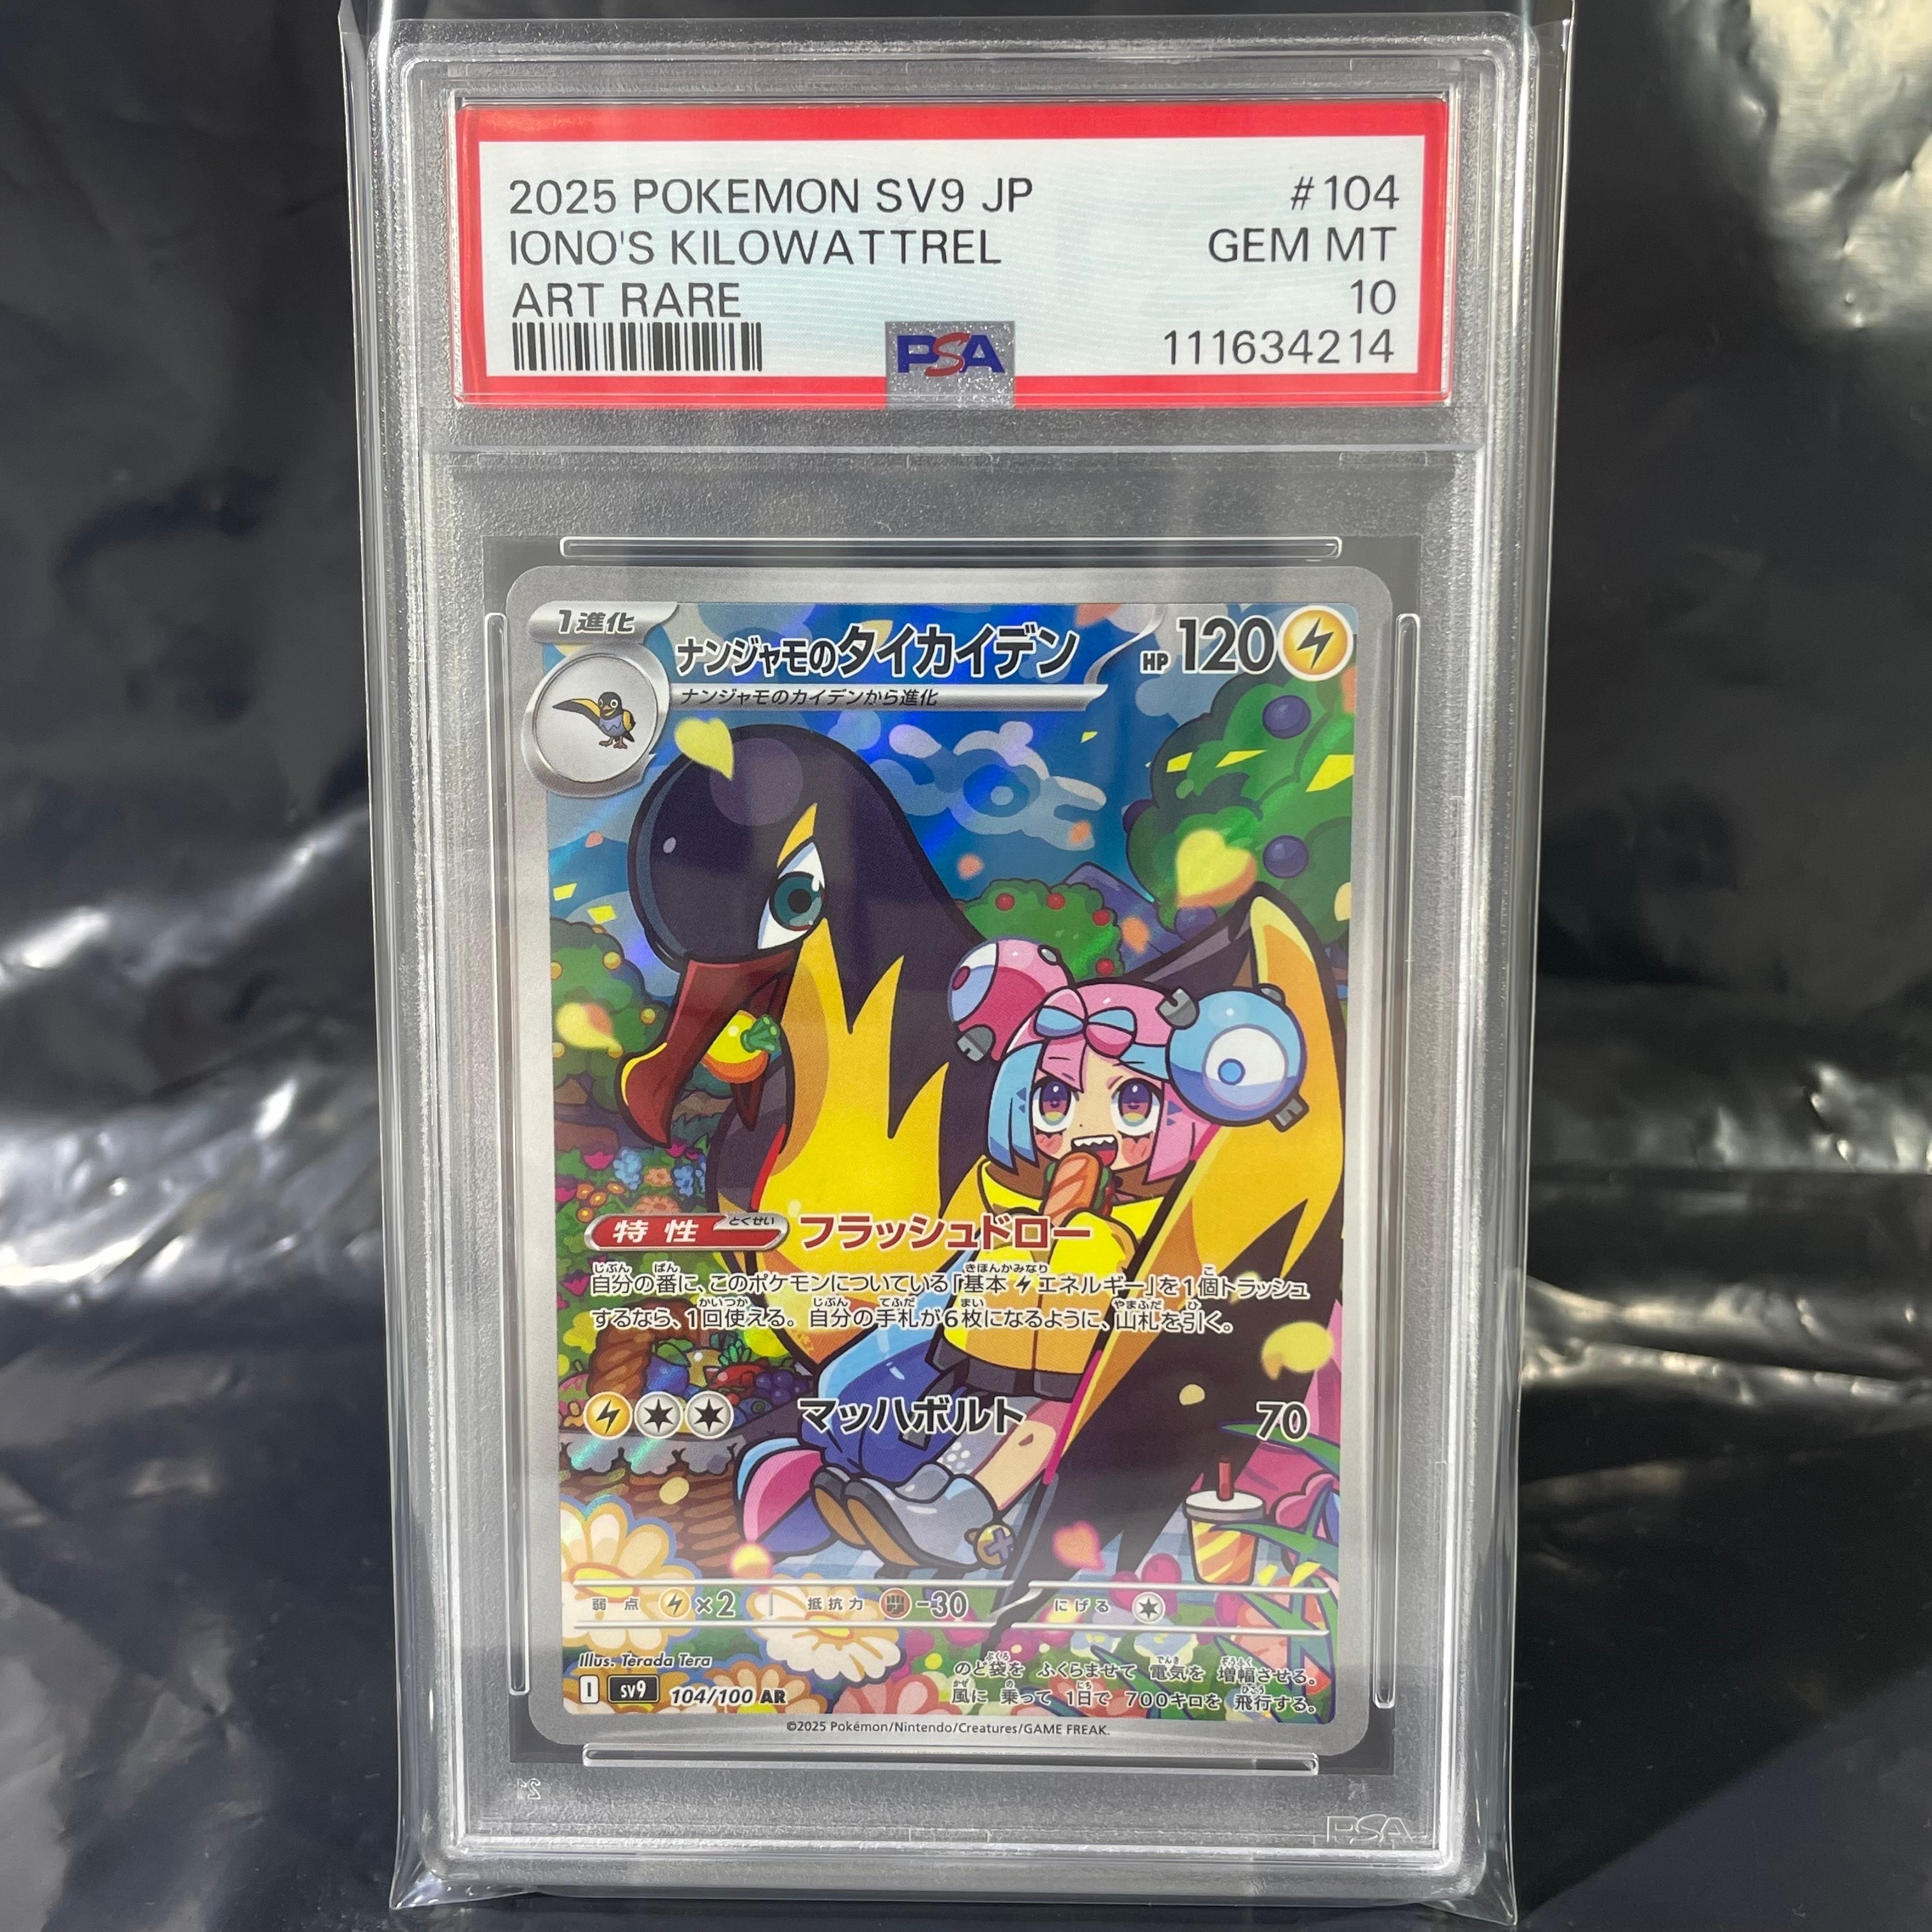 2025 POKEMON SV9 JP #104
IONO'S KILOWATTREL GEM MT
ART RARE 10
PSA 111634214
1進化
ナンジャモのタイカイデン HP 120
ナンジャモのカイデンから進化
特性 とくせい フラッシュドロー
自分の番に、このポケモンについている「基本エネルギー」を1個トラッシュ
するなら、1回使える。自分の手札が6枚になるように、山札を引く。
マッハボルト 70
弱点 ×2 抵抗力 -30 にげる
Illus. Terada Tera
のど袋を ふくらませて 電気を 増幅させる。
I sv9 104/100 AR
風に 乗って 1日で 700キロを 飛行する。
©2025 Pokémon/Nintendo/Creatures/GAME FREAK.
PSA